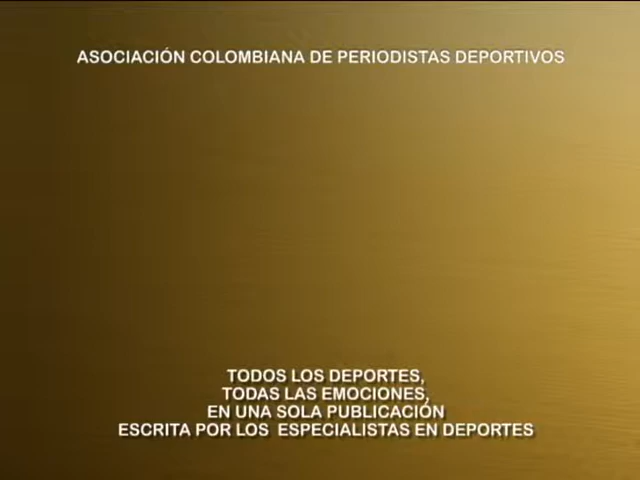 ASOCIACIÓN COLOMBIANA DE PERIODISTAS DEPORTIVOS
TODOS LOS DEPORTES,
TODAS LAS EMOCIONES,
EN UNA SOLA PUBLICACIÓN
ESCRITA POR LOS ESPECIALISTAS EN DEPORTES